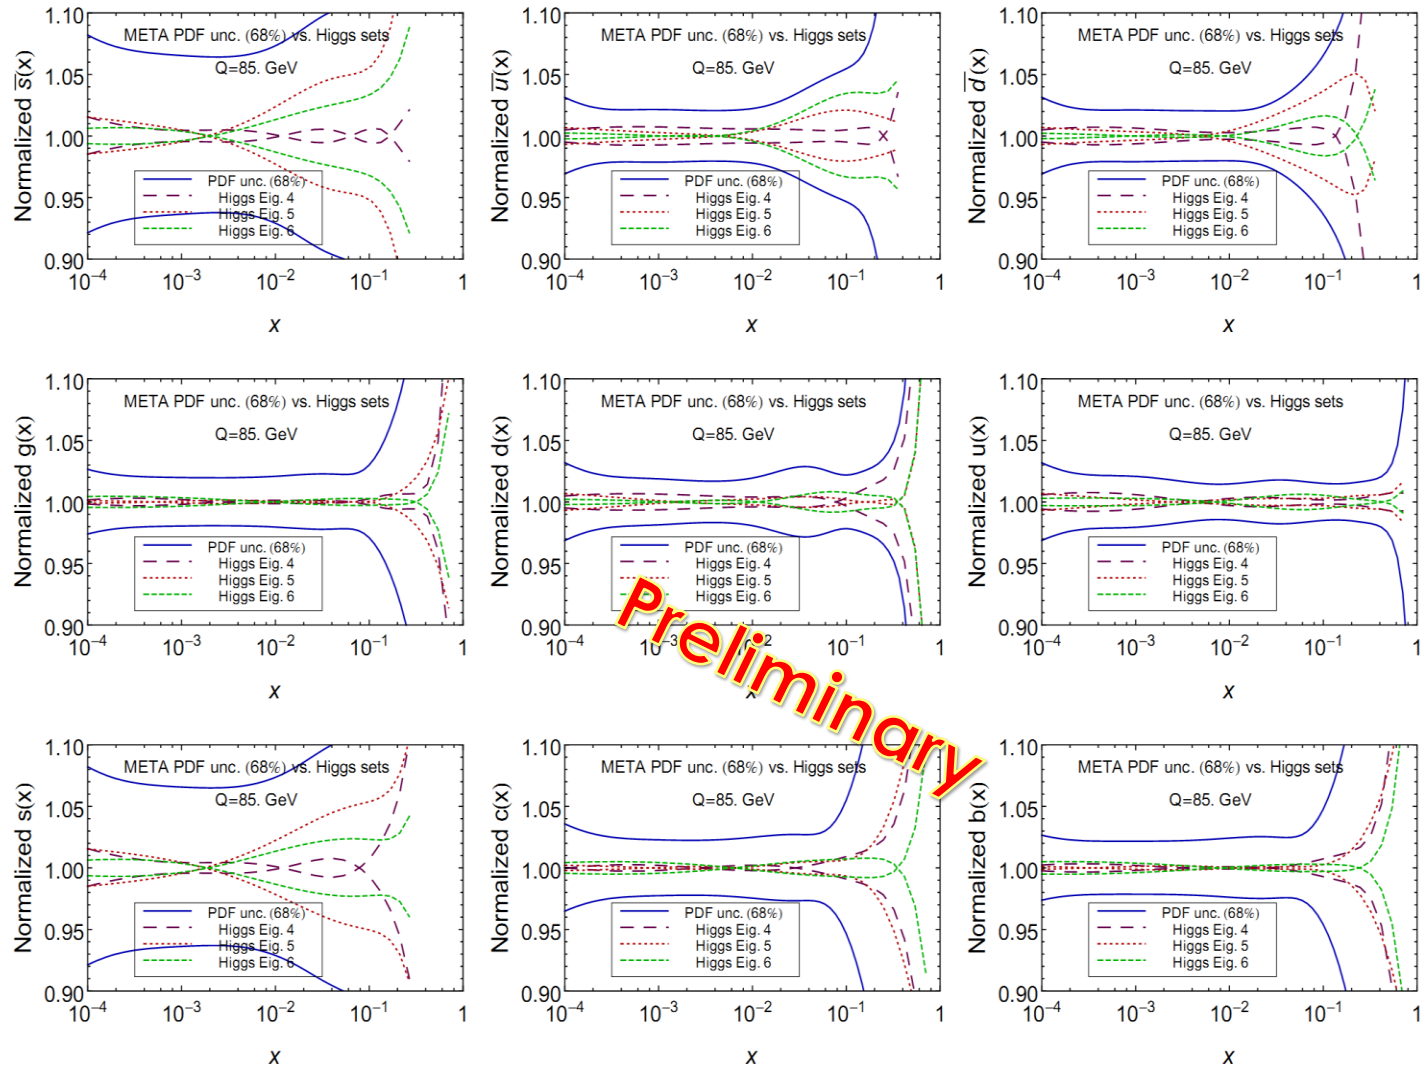 Normalized s̅(x)
1.10
1.05
1.00
0.95
0.90
META PDF unc. (68%) vs. Higgs sets
Q=85. GeV
PDF unc. (68%)
Higgs Eig. 4
Higgs Eig. 5
Higgs Eig. 6
10⁻⁴ 10⁻³ 10⁻² 10⁻¹ 1
x
Normalized u̅(x)
1.10
1.05
1.00
0.95
0.90
META PDF unc. (68%) vs. Higgs sets
Q=85. GeV
PDF unc. (68%)
Higgs Eig. 4
Higgs Eig. 5
Higgs Eig. 6
10⁻⁴ 10⁻³ 10⁻² 10⁻¹ 1
x
Normalized d̅(x)
1.10
1.05
1.00
0.95
0.90
META PDF unc. (68%) vs. Higgs sets
Q=85. GeV
PDF unc. (68%)
Higgs Eig. 4
Higgs Eig. 5
Higgs Eig. 6
10⁻⁴ 10⁻³ 10⁻² 10⁻¹ 1
x
Normalized g(x)
1.10
1.05
1.00
0.95
0.90
META PDF unc. (68%) vs. Higgs sets
Q=85. GeV
PDF unc. (68%)
Higgs Eig. 4
Higgs Eig. 5
Higgs Eig. 6
10⁻⁴ 10⁻³ 10⁻² 10⁻¹ 1
x
Normalized d(x)
1.10
1.05
1.00
0.95
0.90
META PDF unc. (68%) vs. Higgs sets
Q=85. GeV
PDF unc. (68%)
Higgs Eig. 4
Higgs Eig. 5
Higgs Eig. 6
10⁻⁴ 10⁻³ 10⁻² 10⁻¹ 1
x
Preliminary
Normalized u(x)
1.10
1.05
1.00
0.95
0.90
META PDF unc. (68%) vs. Higgs sets
Q=85. GeV
PDF unc. (68%)
Higgs Eig. 4
Higgs Eig. 5
Higgs Eig. 6
10⁻⁴ 10⁻³ 10⁻² 10⁻¹ 1
x
Normalized s(x)
1.10
1.05
1.00
0.95
0.90
META PDF unc. (68%) vs. Higgs sets
Q=85. GeV
PDF unc. (68%)
Higgs Eig. 4
Higgs Eig. 5
Higgs Eig. 6
10⁻⁴ 10⁻³ 10⁻² 10⁻¹ 1
x
Normalized c(x)
1.10
1.05
1.00
0.95
0.90
META PDF unc. (68%) vs. Higgs sets
Q=85. GeV
PDF unc. (68%)
Higgs Eig. 4
Higgs Eig. 5
Higgs Eig. 6
10⁻⁴ 10⁻³ 10⁻² 10⁻¹ 1
x
Normalized b(x)
1.10
1.05
1.00
0.95
0.90
META PDF unc. (68%) vs. Higgs sets
Q=85. GeV
PDF unc. (68%)
Higgs Eig. 4
Higgs Eig. 5
Higgs Eig. 6
10⁻⁴ 10⁻³ 10⁻² 10⁻¹ 1
x